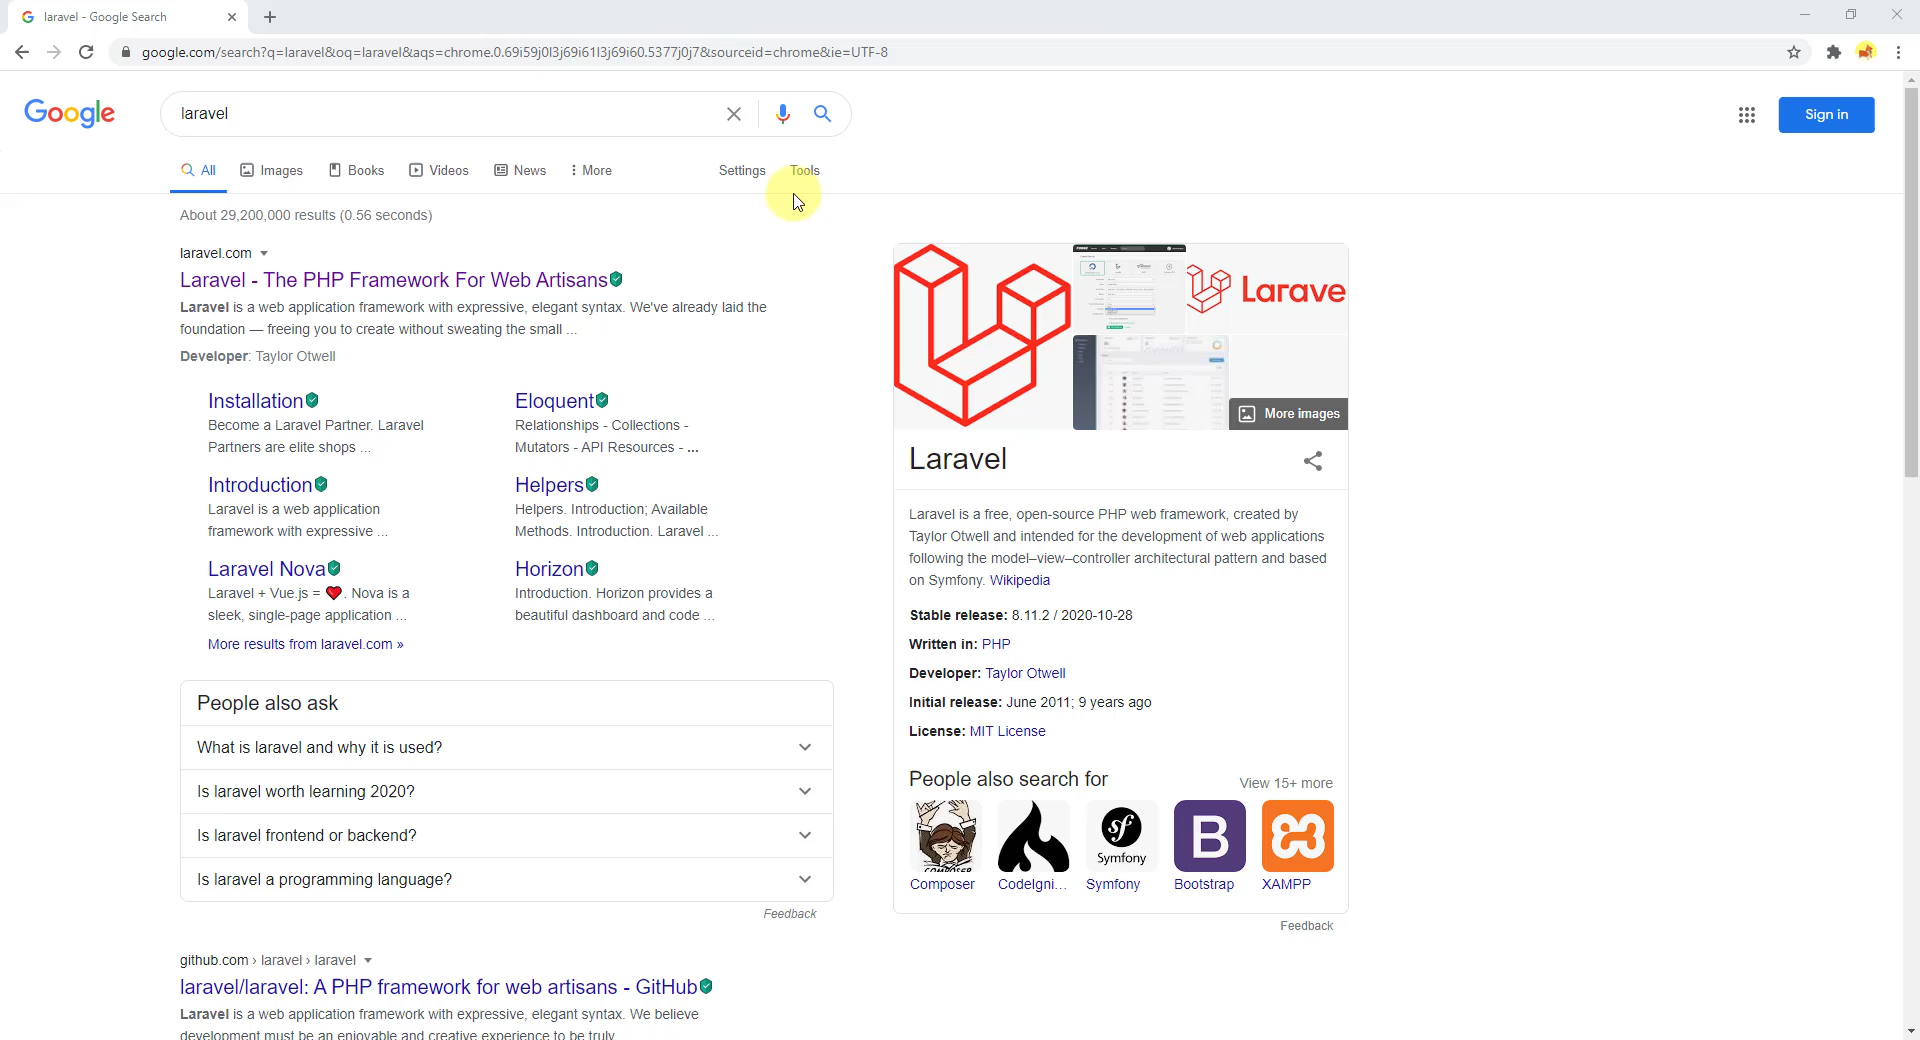 laravel - Google Search
google.com/search?q=laravel&oq=laravel&aqs=chrome.0.69i59j0l3j69i61l3j69i60.5377j0j7&sourceid=chrome&ie=UTF-8
Google
laravel
Sign in
All
Images
Books
Videos
News
More
Settings
Tools
About 29,200,000 results (0.56 seconds)
laravel.com
Laravel - The PHP Framework For Web Artisans
Laravel is a web application framework with expressive, elegant syntax. We've already laid the
foundation — freeing you to create without sweating the small ...
Developer: Taylor Otwell
Installation
Become a Laravel Partner. Laravel
Partners are elite shops ...
Eloquent
Relationships - Collections -
Mutators - API Resources - ...
Introduction
Laravel is a web application
framework with expressive ...
Helpers
Helpers. Introduction; Available
Methods. Introduction. Laravel ...
Laravel Nova
Laravel + Vue.js = ❤. Nova is a
sleek, single-page application ...
Horizon
Introduction. Horizon provides a
beautiful dashboard and code ...
More results from laravel.com »
People also ask
What is laravel and why it is used?
Is laravel worth learning 2020?
Is laravel frontend or backend?
Is laravel a programming language?
Feedback
github.com › laravel › laravel
laravel/laravel: A PHP framework for web artisans - GitHub
Laravel is a web application framework with expressive, elegant syntax. We believe
development must be an enjoyable and creative experience to be truly
Larave
More images
Laravel
Laravel is a free, open-source PHP web framework, created by
Taylor Otwell and intended for the development of web applications
following the model–view–controller architectural pattern and based
on Symfony. Wikipedia
Stable release: 8.11.2 / 2020-10-28
Written in: PHP
Developer: Taylor Otwell
Initial release: June 2011; 9 years ago
License: MIT License
People also search for
View 15+ more
COMPOSER
sf
Symfony
B
Composer
CodeIgni...
Symfony
Bootstrap
XAMPP
Feedback